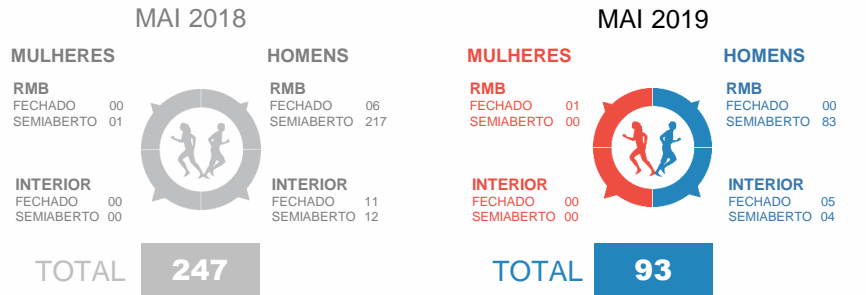 MAI 2018
MULHERES
RMB
FECHADO 00
SEMIABERTO 01
INTERIOR
FECHADO 00
SEMIABERTO 00
HOMENS
RMB
FECHADO 06
SEMIABERTO 217
INTERIOR
FECHADO 11
SEMIABERTO 12
TOTAL 247
MAI 2019
MULHERES
RMB
FECHADO 01
SEMIABERTO 00
INTERIOR
FECHADO 00
SEMIABERTO 00
HOMENS
RMB
FECHADO 00
SEMIABERTO 83
INTERIOR
FECHADO 05
SEMIABERTO 04
TOTAL 93